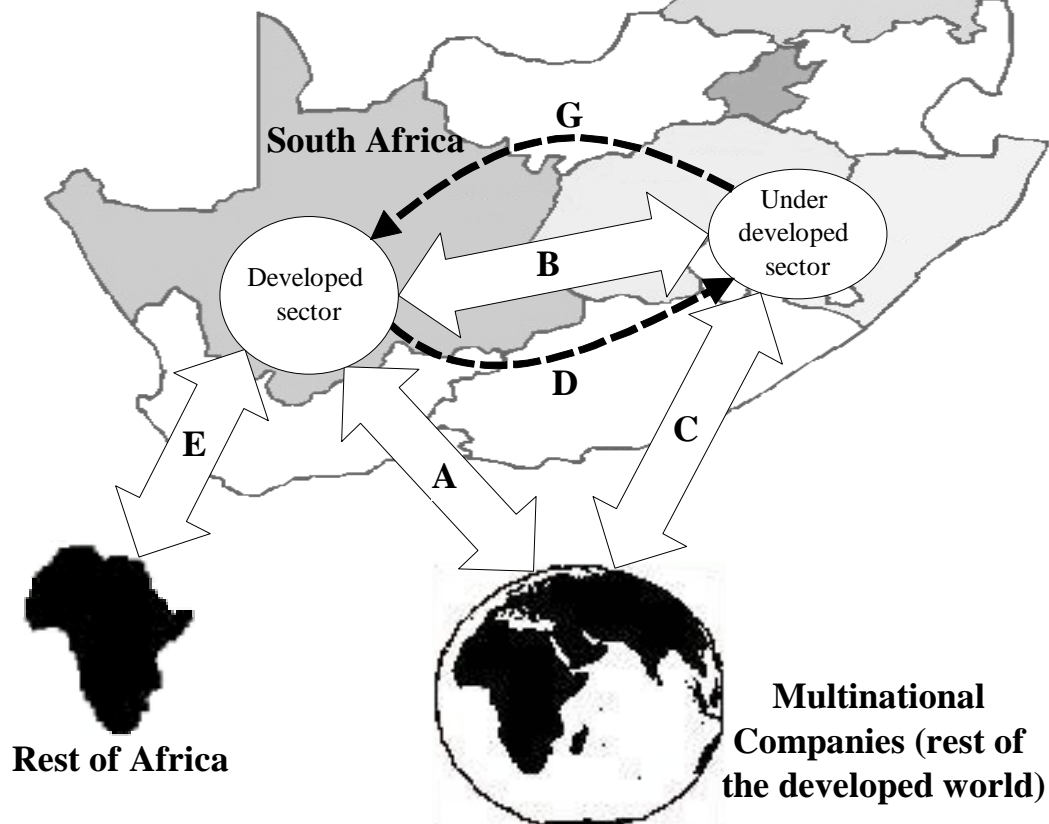 G
South Africa
Under
developed
sector
B
Developed
sector
D
E
A
C
Rest of Africa
Multinational
Companies (rest of
the developed world)